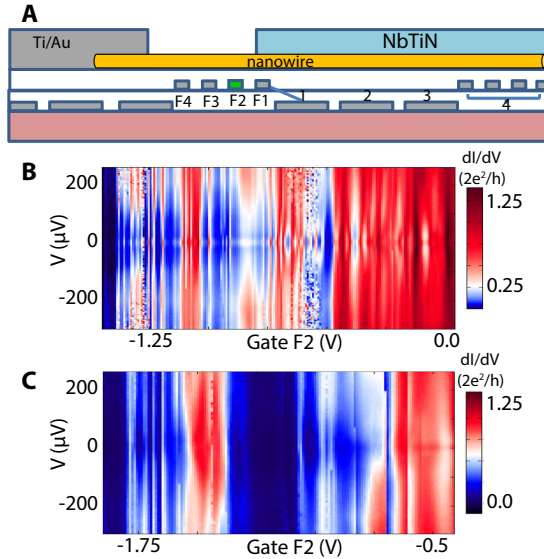 A
Ti/Au
NbTiN
nanowire
F4 F3 F2 F1 1 2 3 4
B
dI/dV
(2e²/h)
200
0
-200
V (μV)
1.25
0.25
-1.25 Gate F2 (V) 0.0
C
dI/dV
(2e²/h)
200
0
-200
V (μV)
1.25
0.0
-1.75 Gate F2 (V) -0.5